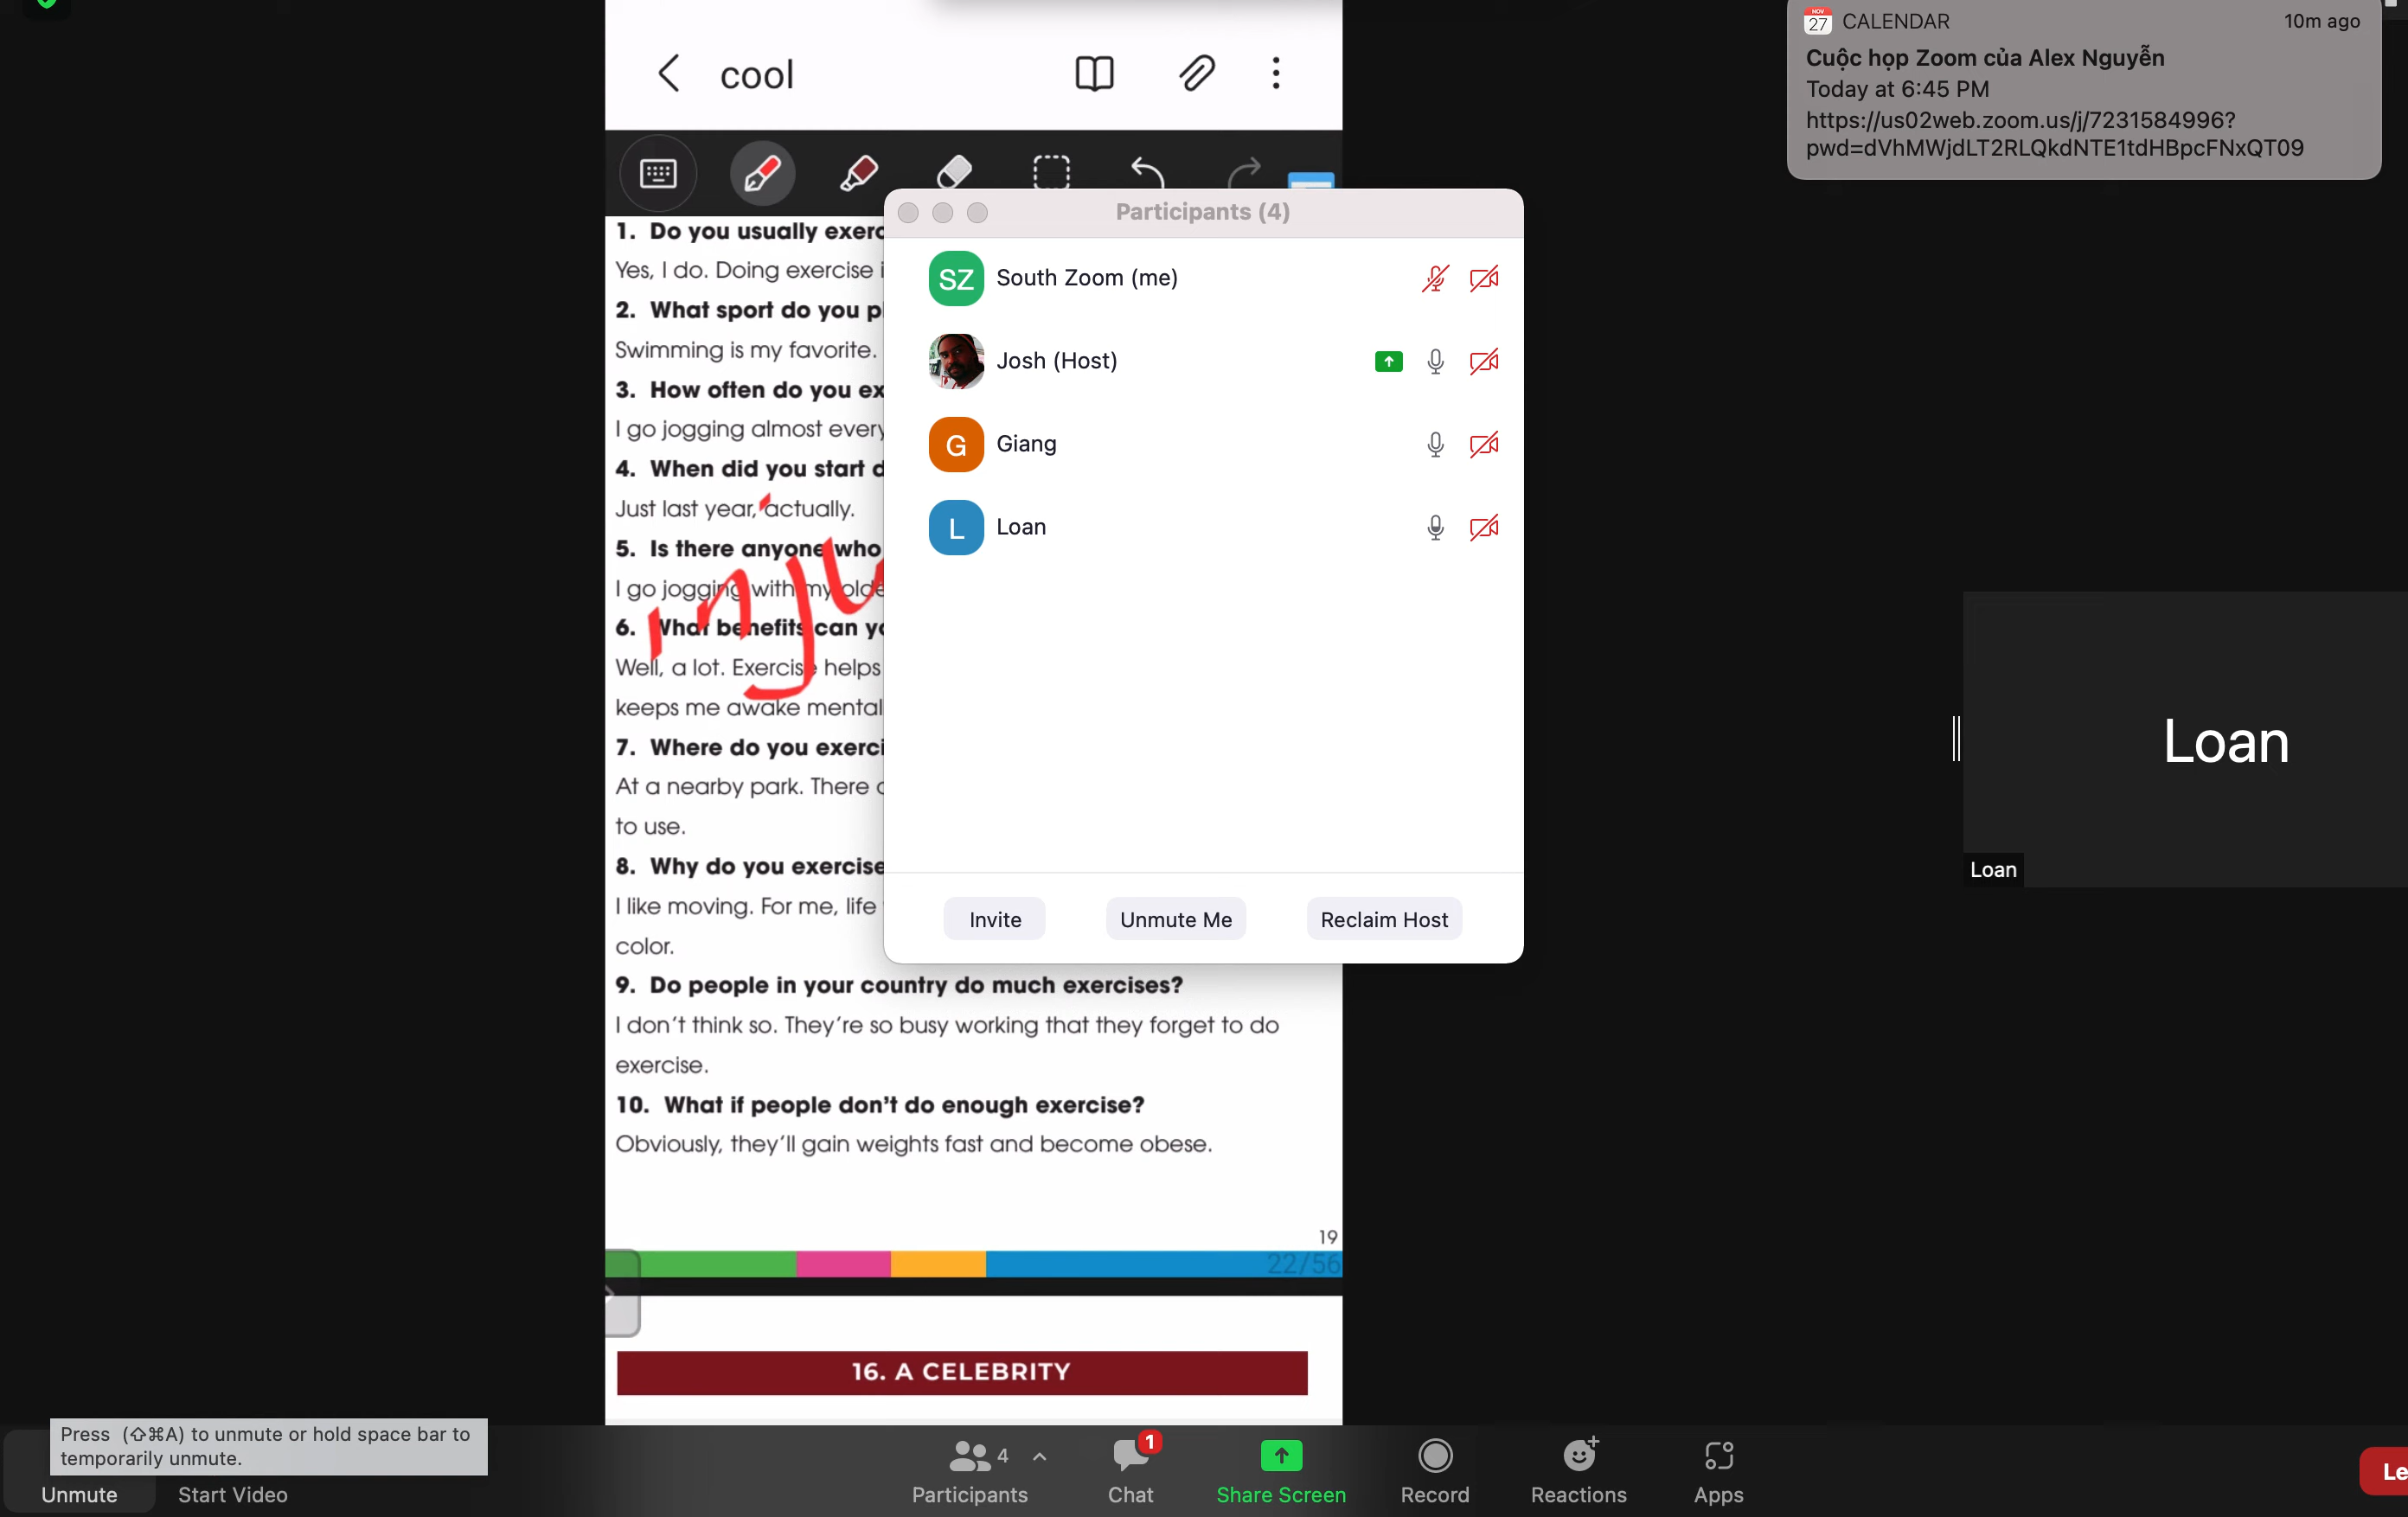 NOV
27
CALENDAR
10m ago
Cuộc họp Zoom của Alex Nguyễn
Today at 6:45 PM
https://us02web.zoom.us/j/7231584996?
pwd=dVhMWjdLT2RLQkdNTE1tdHBpcFNxQT09
cool
1. Do you usually exerc
Yes, I do. Doing exercise i
2. What sport do you pl
Swimming is my favorite.
3. How often do you ex
I go jogging almost every
4. When did you start d
Just last year, actually.
5. Is there anyone who
I go jogging with my olde
6. What benefits can yo
Well, a lot. Exercise helps
keeps me awake mental
7. Where do you exerci
At a nearby park. There
to use.
8. Why do you exercise
I like moving. For me, life
color.
9. Do people in your country do much exercises?
I don't think so. They're so busy working that they forget to do
exercise.
10. What if people don't do enough exercise?
Obviously, they'll gain weights fast and become obese.
19
22/56
16. A CELEBRITY
inju
Participants (4)
SZ South Zoom (me)
Josh (Host)
G Giang
L Loan
Invite Unmute Me Reclaim Host
Loan
Loan
Press (⇧⌘A) to unmute or hold space bar to
temporarily unmute.
Unmute
Start Video
4
Participants
1
Chat
Share Screen
Record
Reactions
Apps
Le